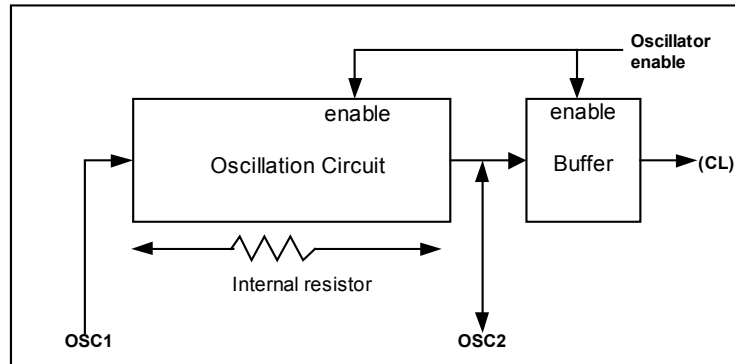 Oscillator
enable
enable
enable
Oscillation Circuit
Buffer
(CL)
Internal resistor
OSC1
OSC2